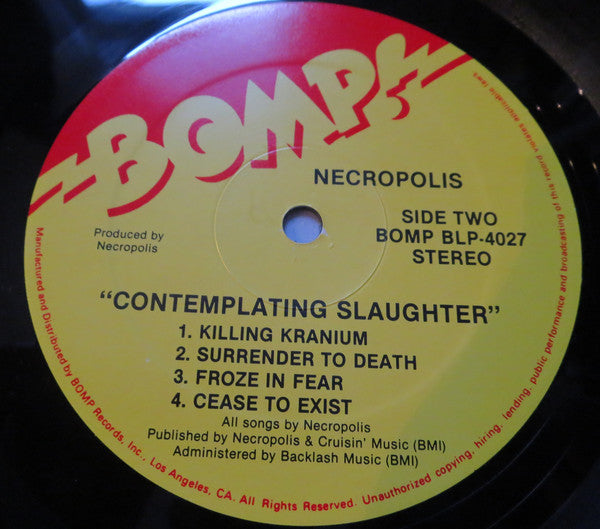 BOMP
NECROPOLIS
Produced by
Necropolis
SIDE TWO
BOMP BLP-4027
STEREO
"CONTEMPLATING SLAUGHTER"
1. KILLING KRANIUM
2. SURRENDER TO DEATH
3. FROZE IN FEAR
4. CEASE TO EXIST
All songs by Necropolis
Published by Necropolis & Cruisin' Music (BMI)
Administered by Backlash Music (BMI)
Manufactured and Distributed by BOMP Records, Inc., Los Angeles, CA. All Rights Reserved. Unauthorized copying, hiring, lending, public performance and broadcasting of this record violates applicable laws